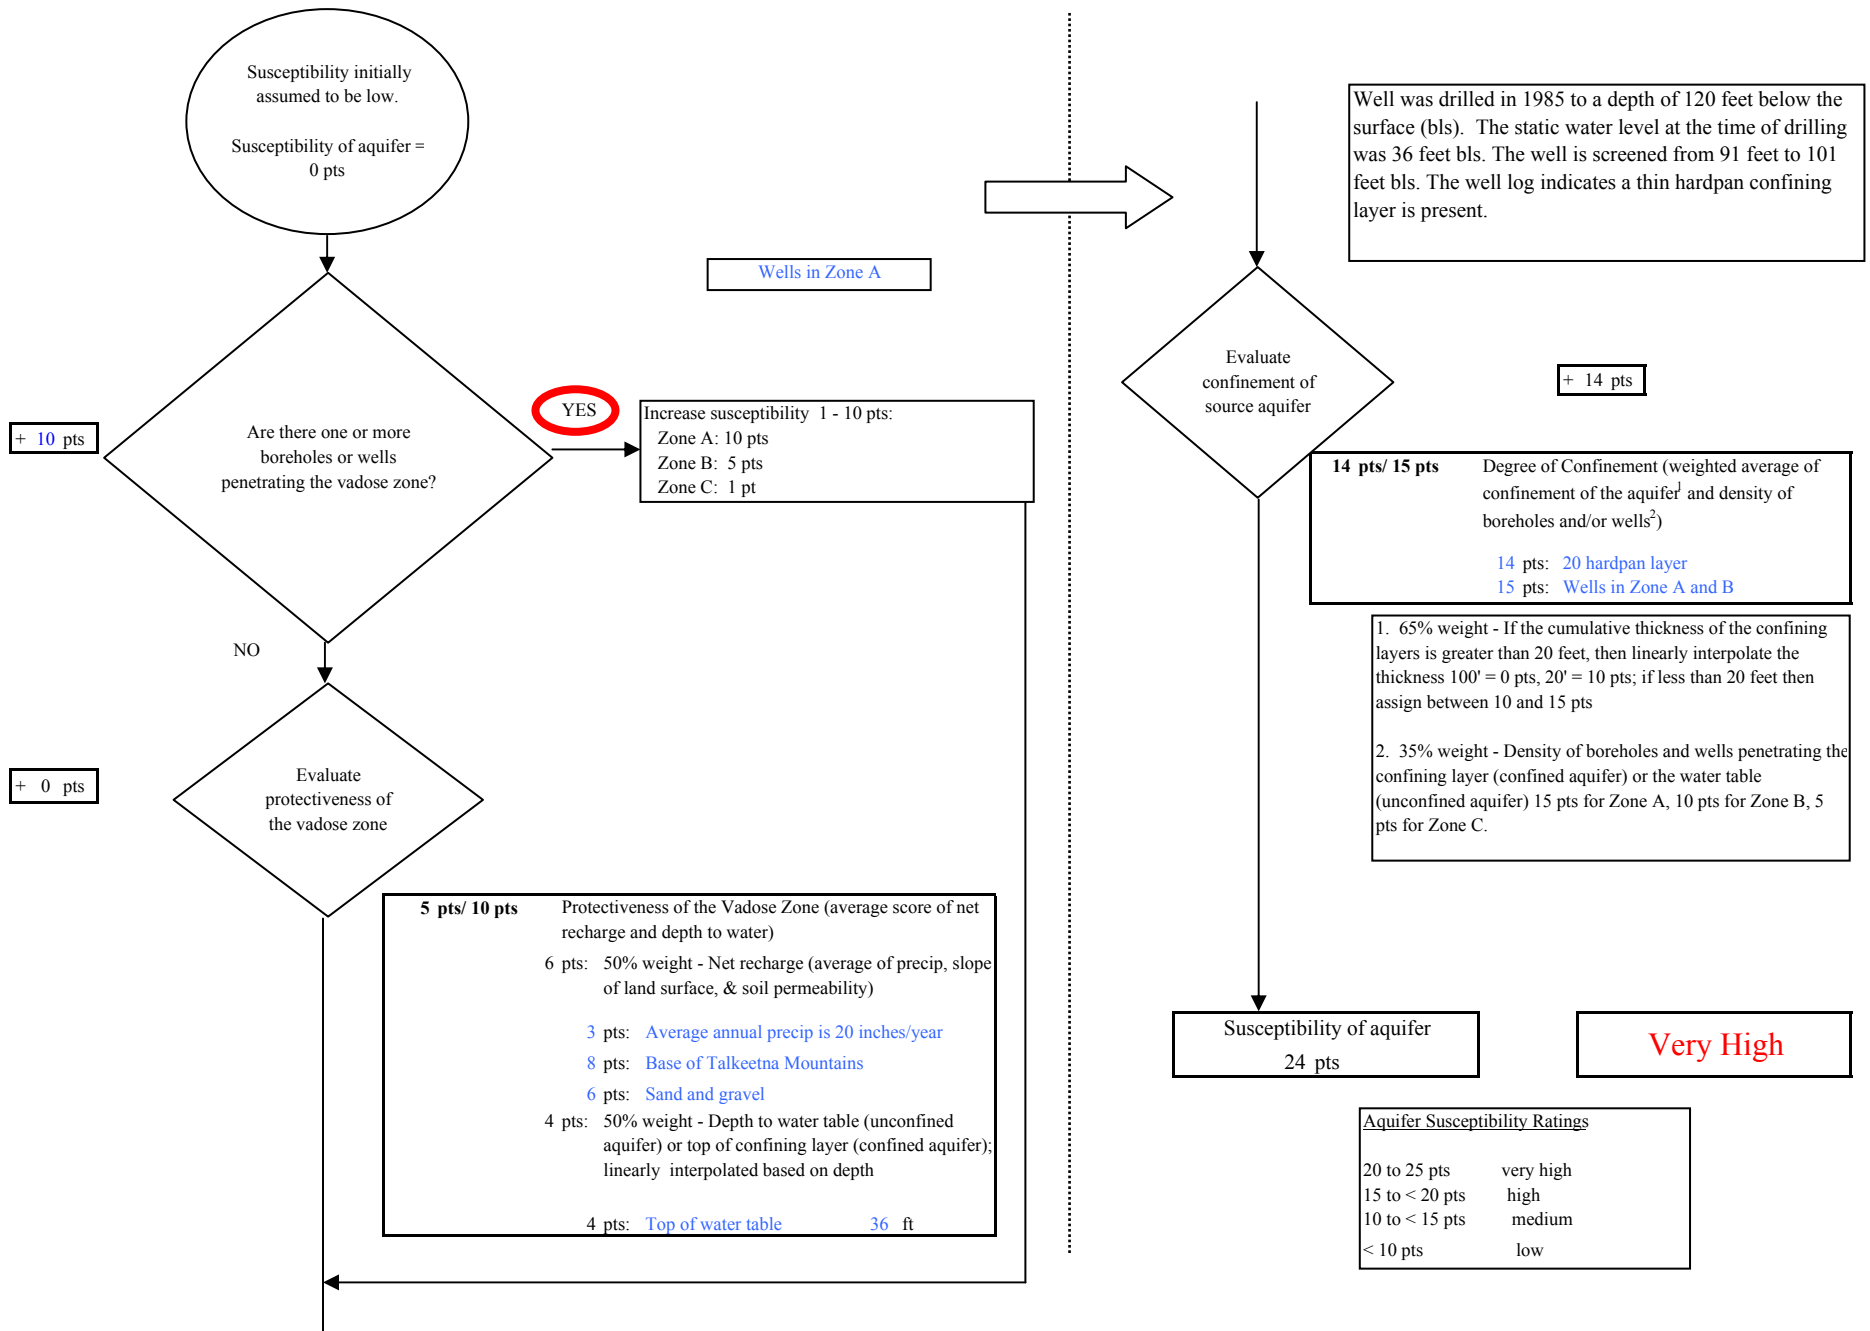 Susceptibility initially
assumed to be low.
Susceptibility of aquifer =
0 pts
Wells in Zone A
+ 10 pts
Are there one or more
boreholes or wells
penetrating the vadose zone?
YES
Increase susceptibility 1 - 10 pts:
Zone A: 10 pts
Zone B: 5 pts
Zone C: 1 pt
NO
+ 0 pts
Evaluate
protectiveness of
the vadose zone
5 pts/ 10 pts Protectiveness of the Vadose Zone (average score of net
recharge and depth to water)
6 pts: 50% weight - Net recharge (average of precip, slope
of land surface, & soil permeability)
3 pts: Average annual precip is 20 inches/year
8 pts: Base of Talkeetna Mountains
6 pts: Sand and gravel
4 pts: 50% weight - Depth to water table (unconfined
aquifer) or top of confining layer (confined aquifer);
linearly interpolated based on depth
4 pts: Top of water table 36 ft
Well was drilled in 1985 to a depth of 120 feet below the
surface (bls). The static water level at the time of drilling
was 36 feet bls. The well is screened from 91 feet to 101
feet bls. The well log indicates a thin hardpan confining
layer is present.
Evaluate
confinement of
source aquifer
+ 14 pts
14 pts/ 15 pts Degree of Confinement (weighted average of
confinement of the aquifer1 and density of
boreholes and/or wells2)
14 pts: 20 hardpan layer
15 pts: Wells in Zone A and B
1. 65% weight - If the cumulative thickness of the confining
layers is greater than 20 feet, then linearly interpolate the
thickness 100' = 0 pts, 20' = 10 pts; if less than 20 feet then
assign between 10 and 15 pts
2. 35% weight - Density of boreholes and wells penetrating the
confining layer (confined aquifer) or the water table
(unconfined aquifer) 15 pts for Zone A, 10 pts for Zone B, 5
pts for Zone C.
Susceptibility of aquifer
24 pts
Very High
Aquifer Susceptibility Ratings
20 to 25 pts very high
15 to < 20 pts high
10 to < 15 pts medium
< 10 pts low